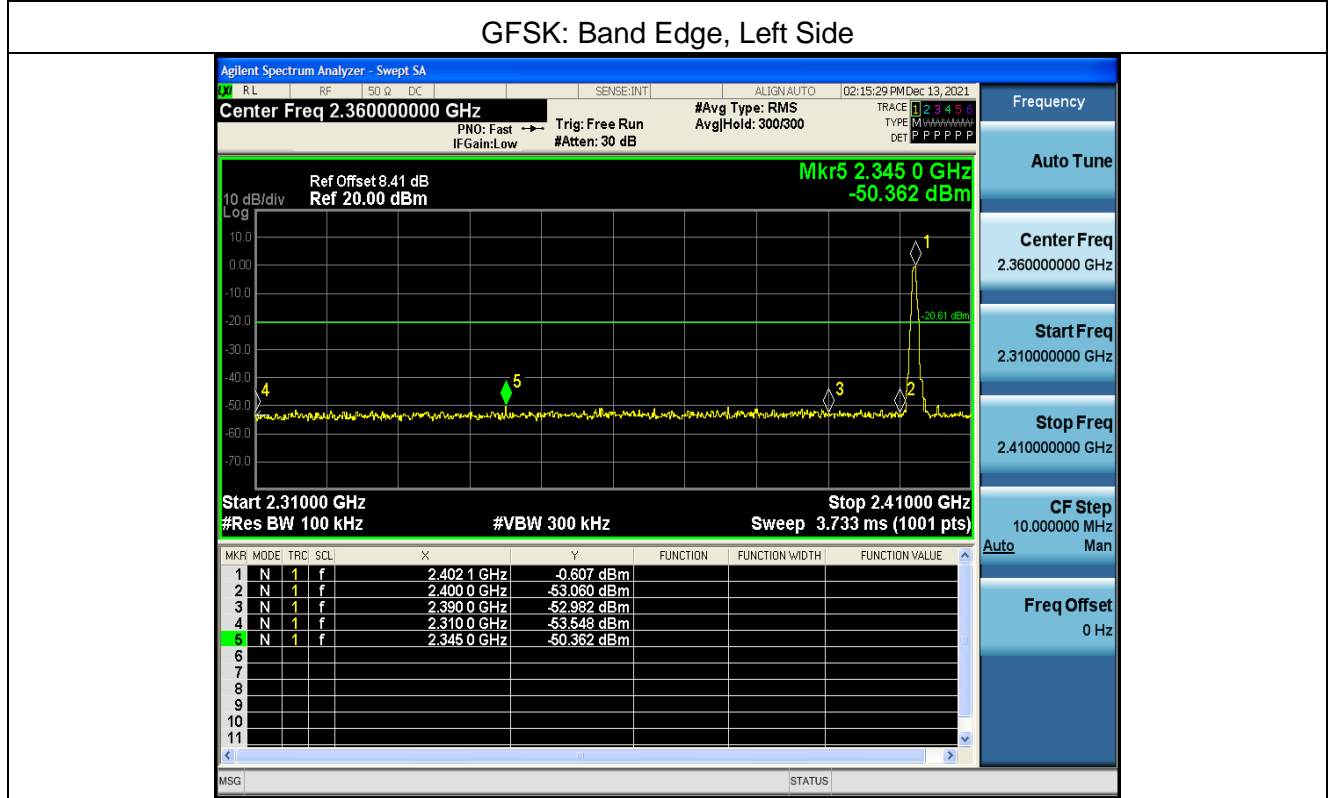 GFSK: Band Edge, Left Side
Agilent Spectrum Analyzer - Swept SA
LXI RL RF 50 Ω DC SENSE:INT ALIGN AUTO 02:15:29 PM Dec 13, 2021
Center Freq 2.360000000 GHz
PNO: Fast
IFGain:Low
Trig: Free Run
#Atten: 30 dB
#Avg Type: RMS
Avg|Hold: 300/300
TRACE 1 2 3 4 5 6
TYPE M W W W W W
DET P P P P P P
Mkr5 2.345 0 GHz
-50.362 dBm
Ref Offset 8.41 dB
10 dB/div Ref 20.00 dBm
Log
10.0
0.00
-10.0
-20.0
-30.0
-40.0
-50.0
-60.0
-70.0
1
-20.61 dBm
4
5
3
2
Start 2.31000 GHz Stop 2.41000 GHz
#Res BW 100 kHz #VBW 300 kHz Sweep 3.733 ms (1001 pts)
MKR MODE TRC SCL X Y FUNCTION FUNCTION WIDTH FUNCTION VALUE
1 N 1 f 2.402 1 GHz -0.607 dBm
2 N 1 f 2.400 0 GHz -53.060 dBm
3 N 1 f 2.390 0 GHz -52.982 dBm
4 N 1 f 2.310 0 GHz -53.548 dBm
5 N 1 f 2.345 0 GHz -50.362 dBm
6
7
8
9
10
11
MSG STATUS
Frequency
Auto Tune
Center Freq
2.360000000 GHz
Start Freq
2.310000000 GHz
Stop Freq
2.410000000 GHz
CF Step
10.000000 MHz
Auto Man
Freq Offset
0 Hz